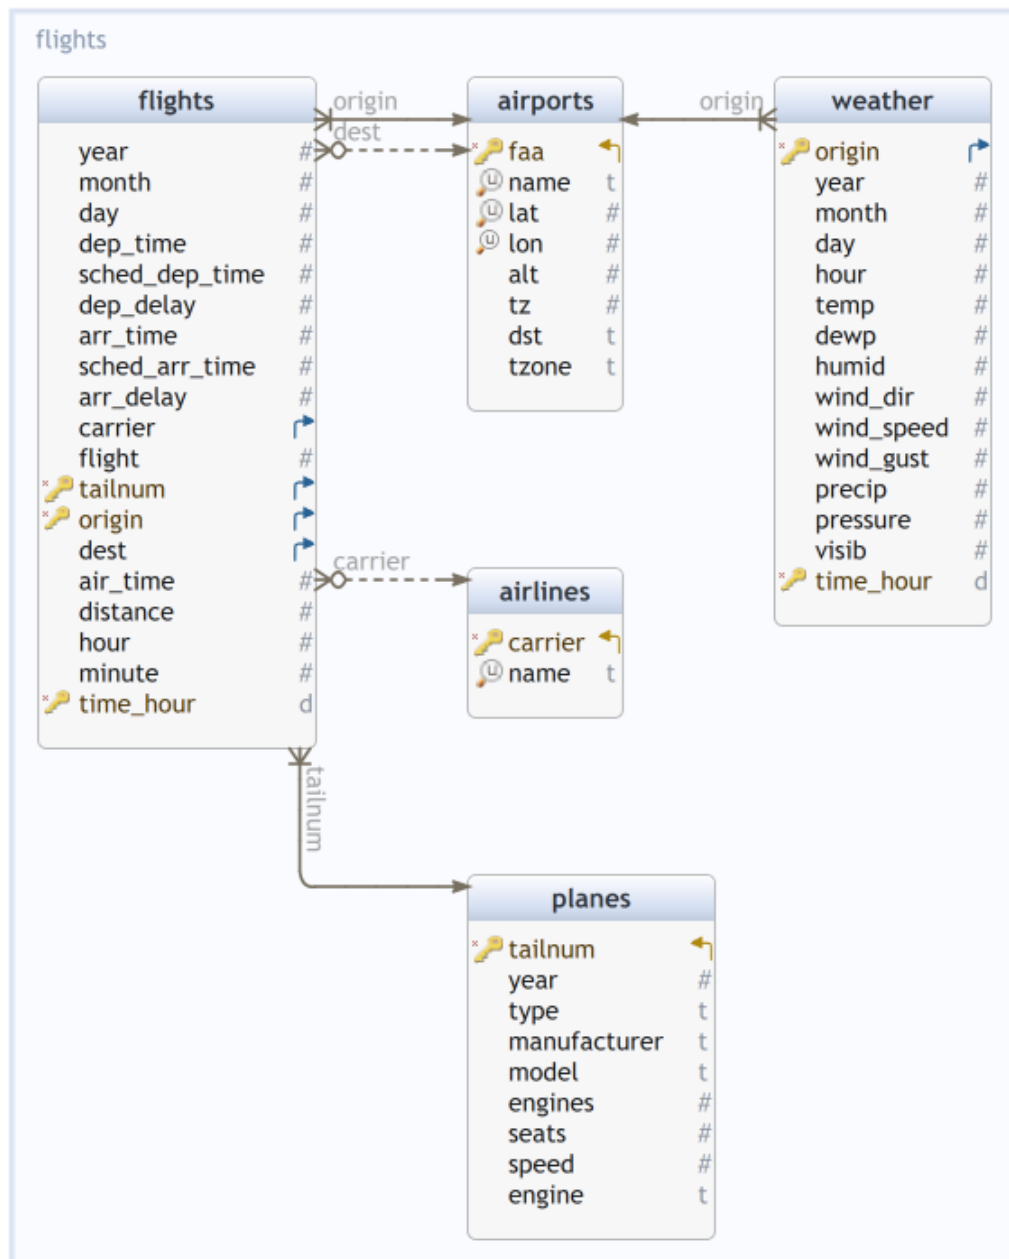 flights
flights
year #
month #
day #
dep_time #
sched_dep_time #
dep_delay #
arr_time #
sched_arr_time #
arr_delay #
carrier
flight #
tailnum
origin
dest
air_time #
distance #
hour #
minute #
time_hour d
origin
dest
airports
faa
u name t
u lat #
u lon #
alt #
tz #
dst t
tzone t
origin
weather
origin
year #
month #
day #
hour #
temp #
dewp #
humid #
wind_dir #
wind_speed #
wind_gust #
precip #
pressure #
visib #
time_hour d
carrier
airlines
carrier
u name t
tailnum
planes
tailnum
year #
type t
manufacturer t
model t
engines #
seats #
speed #
engine t